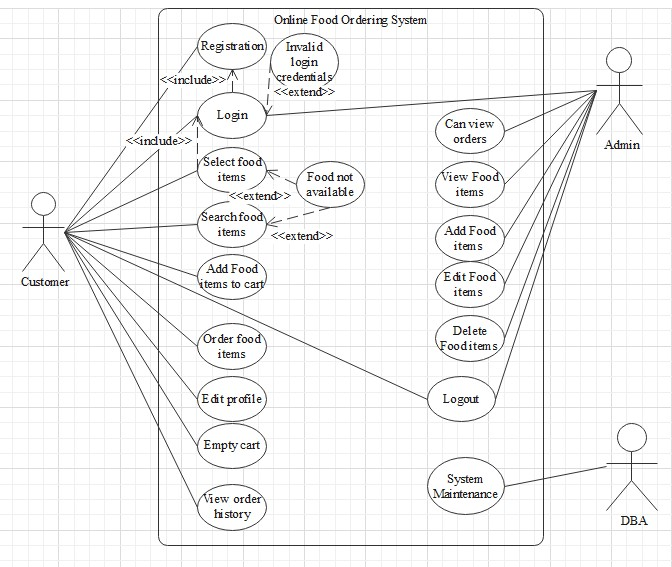 Online Food Ordering System
Registration
Invalid
login
credentials
<<include>>
<<extend>>
Login
<<include>>
Can view
orders
Admin
Select food
items
Food not
available
View Food
items
<<extend>>
Search food
items
<<extend>>
Add Food
items
Customer
Add Food
items to cart
Edit Food
items
Order food
items
Delete
Food items
Edit profile
Logout
Empty cart
System
Maintenance
View order
history
DBA